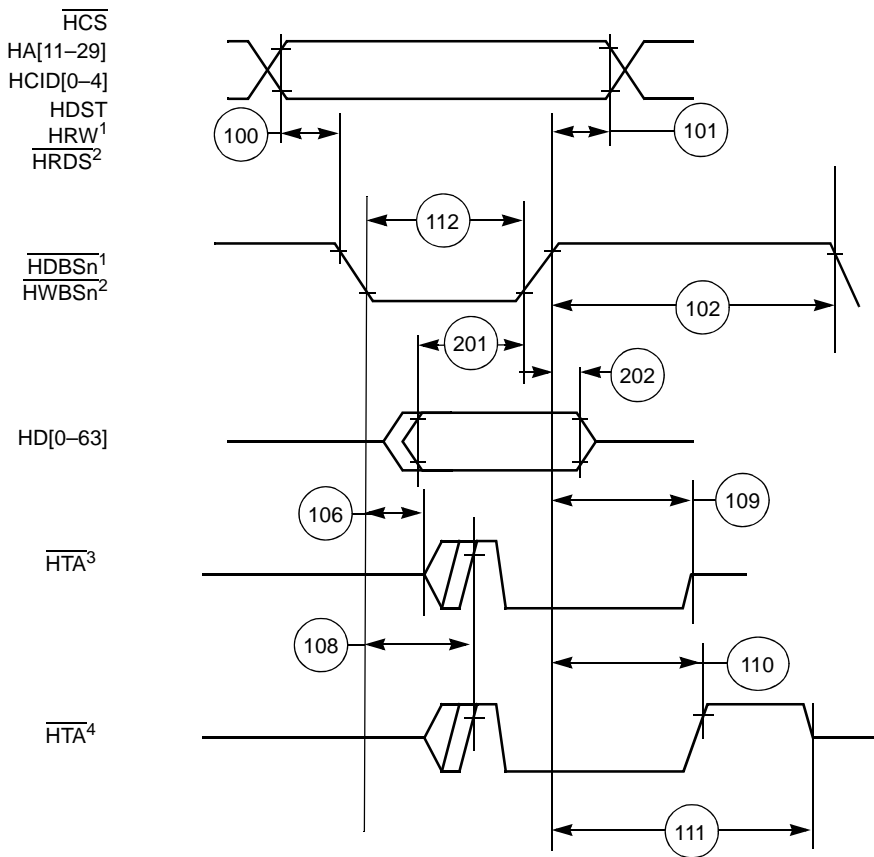 HCS
HA[11–29]
HCID[0–4]
HDST
HRW1
HRDS2
100
101
112
HDBSn1
HWBSn2
102
201
202
HD[0–63]
106
109
HTA3
108
110
HTA4
111